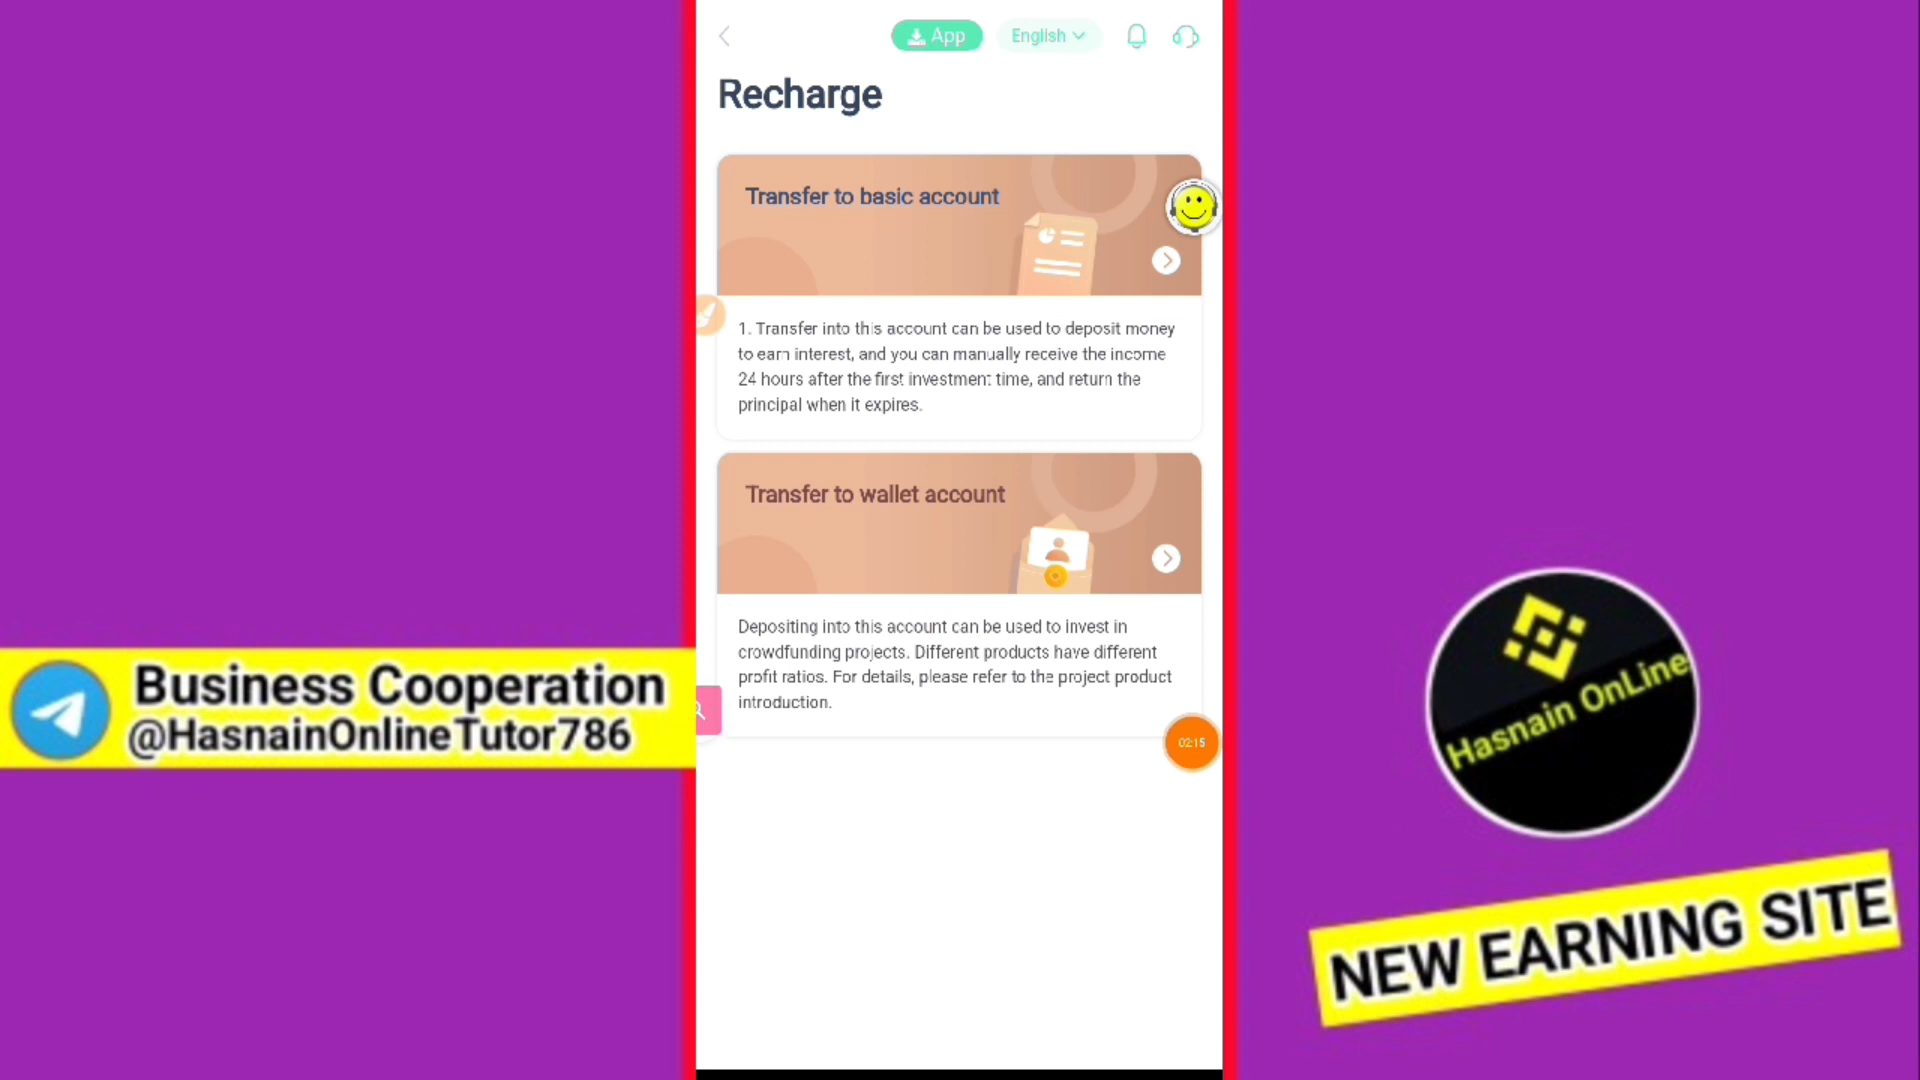 App
English
Recharge
Transfer to basic account
1. Transfer into this account can be used to deposit money
to earn interest, and you can manually receive the income
24 hours after the first investment time, and return the
principal when it expires.
Transfer to wallet account
Depositing into this account can be used to invest in
crowdfunding projects. Different products have different
profit ratios. For details, please refer to the project product
introduction.
02:15
Business Cooperation
@HasnainOnlineTutor786
Hasnain OnLine
NEW EARNING SITE